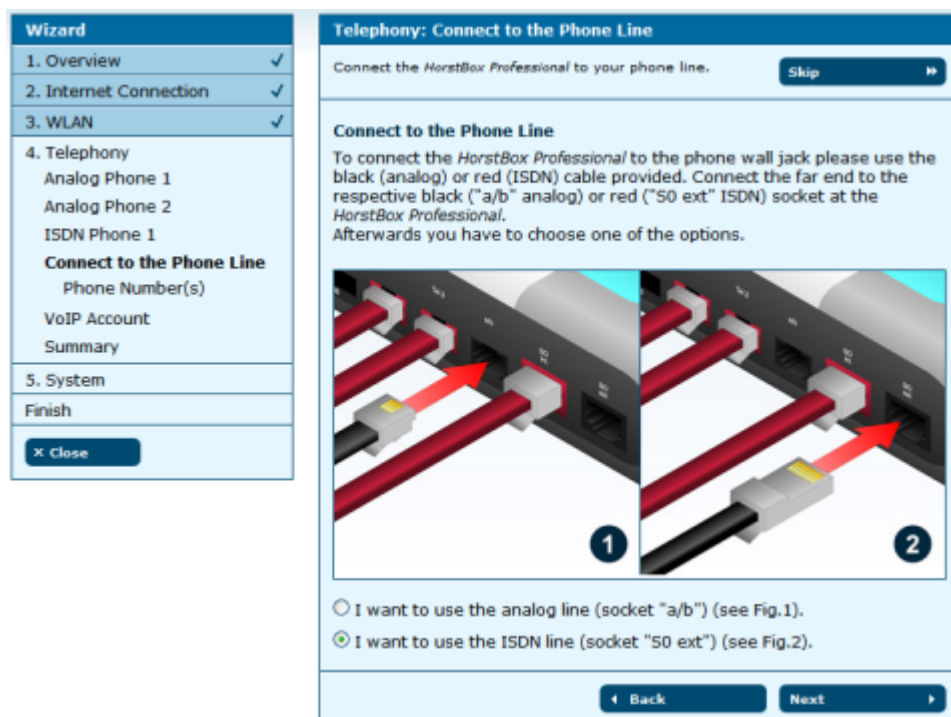 Wizard
1. Overview
2. Internet Connection
3. WLAN
4. Telephony
Analog Phone 1
Analog Phone 2
ISDN Phone 1
Connect to the Phone Line
Phone Number(s)
VoIP Account
Summary
5. System
Finish
× Close
Telephony: Connect to the Phone Line
Connect the HorstBox Professional to your phone line.
Skip
Connect to the Phone Line
To connect the HorstBox Professional to the phone wall jack please use the
black (analog) or red (ISDN) cable provided. Connect the far end to the
respective black ("a/b" analog) or red ("S0 ext" ISDN) socket at the
HorstBox Professional.
Afterwards you have to choose one of the options.
1
2
I want to use the analog line (socket "a/b") (see Fig.1).
I want to use the ISDN line (socket "S0 ext") (see Fig.2).
Back
Next